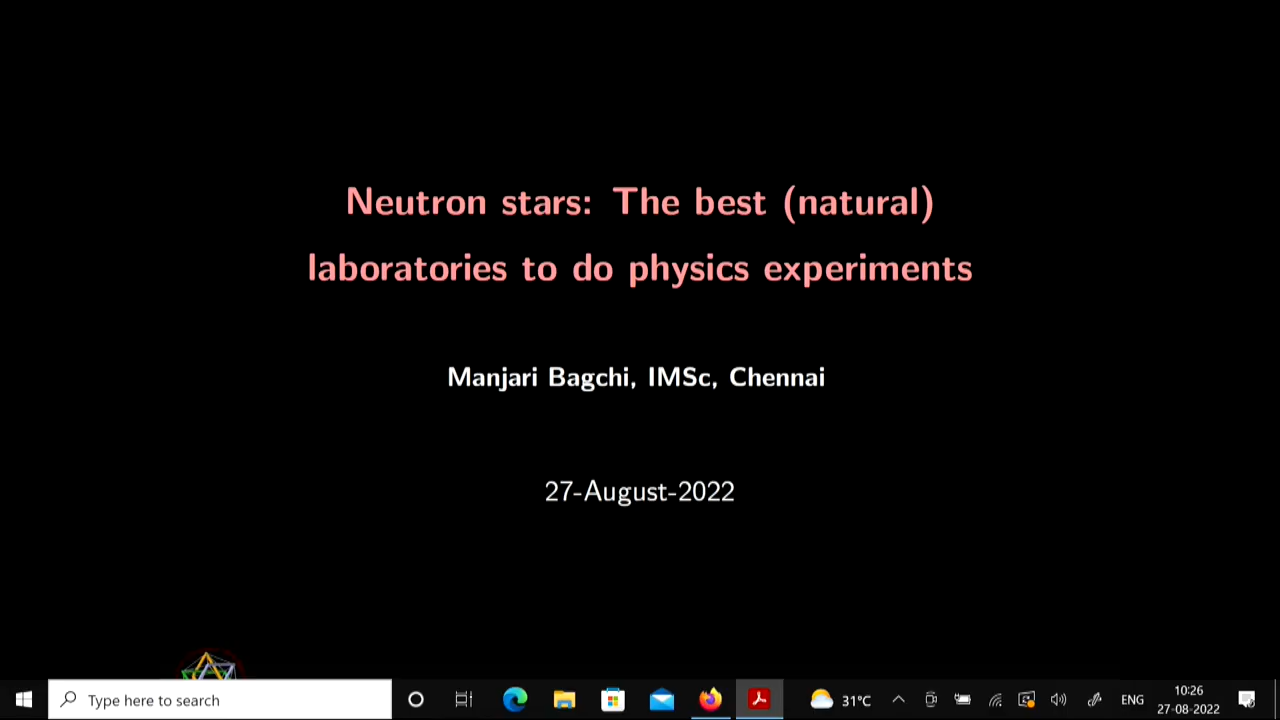 Neutron stars: The best (natural)
laboratories to do physics experiments
Manjari Bagchi, IMSc, Chennai
27-August-2022
Type here to search
31°C
ENG
10:26
27-08-2022